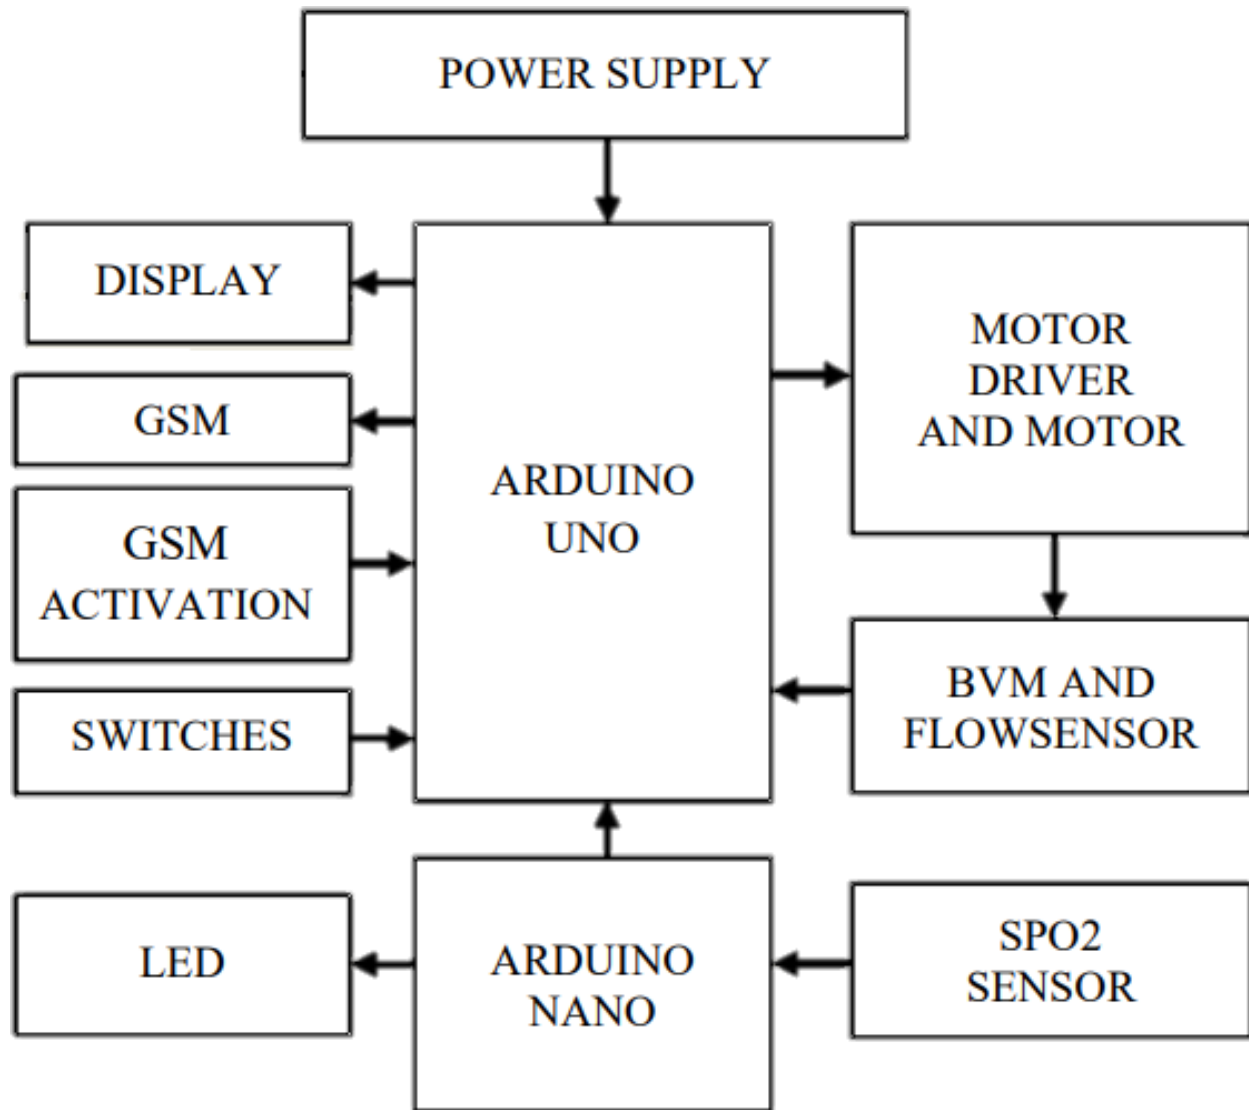 POWER SUPPLY
DISPLAY
GSM
GSM
ACTIVATION
SWITCHES
ARDUINO
UNO
MOTOR
DRIVER
AND MOTOR
BVM AND
FLOWSENSOR
LED
ARDUINO
NANO
SPO2
SENSOR